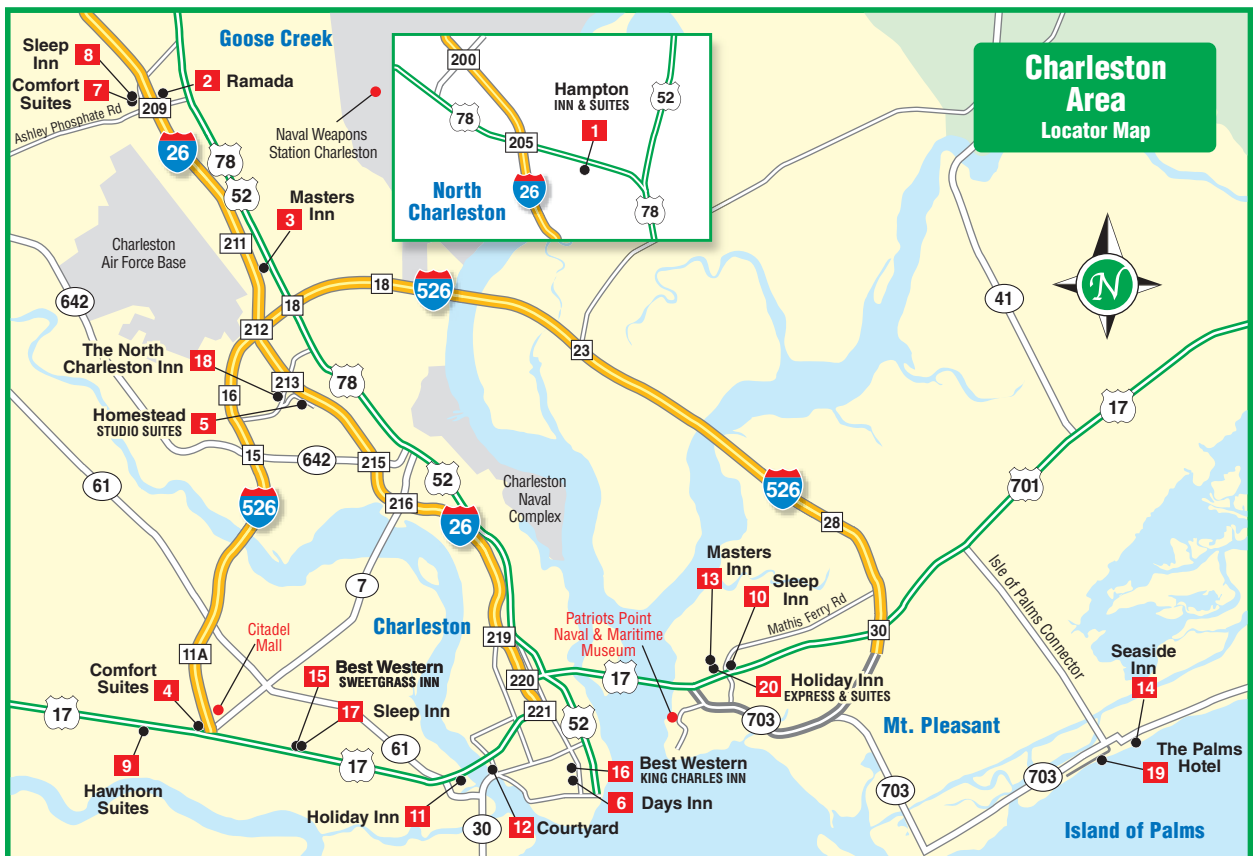 Charleston
Area
Locator Map
Goose Creek
Sleep
Inn
8
Comfort
Suites
7
2
Ramada
209
Ashley Phosphate Rd
26
78
52
Naval Weapons
Station Charleston
200
Hampton
INN & SUITES
1
52
78
205
North
Charleston
26
78
Masters
Inn
3
211
Charleston
Air Force Base
642
18
18
526
212
N
41
The North
Charleston Inn
18
213
16
78
23
17
Homestead
STUDIO SUITES
5
15
642
215
52
701
61
526
216
26
Charleston
Naval
Complex
526
28
7
Masters
Inn
13
Sleep
Inn
10
Mathis Ferry Rd
Isle of Palms Connector
Citadel
Mall
Charleston
219
Patriots Point
Naval & Maritime
Museum
30
11A
Comfort
Suites
4
15
Best Western
SWEETGRASS INN
17
Sleep Inn
220
17
20
Holiday Inn
EXPRESS & SUITES
Seaside
Inn
14
221
52
703
Mt. Pleasant
17
61
17
9
Hawthorn
Suites
16
Best Western
KING CHARLES INN
6
Days Inn
703
703
19
The Palms
Hotel
Holiday Inn
11
30
12
Courtyard
Island of Palms